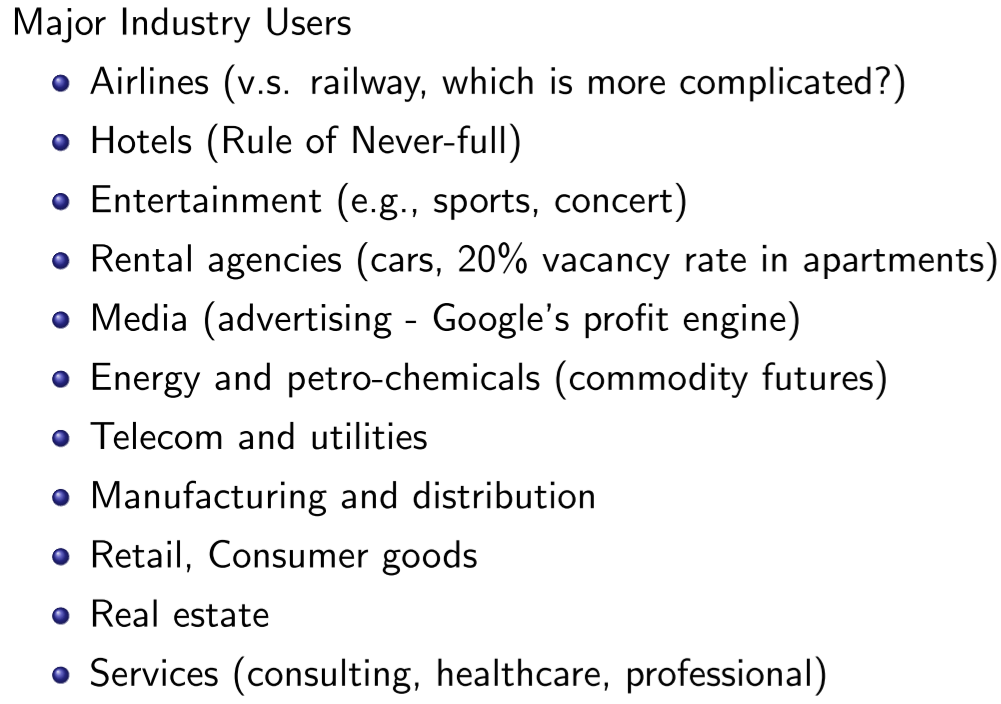 Major Industry Users
Airlines (v.s. railway, which is more complicated?)
Hotels (Rule of Never-full)
Entertainment (e.g., sports, concert)
Rental agencies (cars, 20% vacancy rate in apartments)
Media (advertising - Google's profit engine)
Energy and petro-chemicals (commodity futures)
Telecom and utilities
Manufacturing and distribution
Retail, Consumer goods
Real estate
Services (consulting, healthcare, professional)